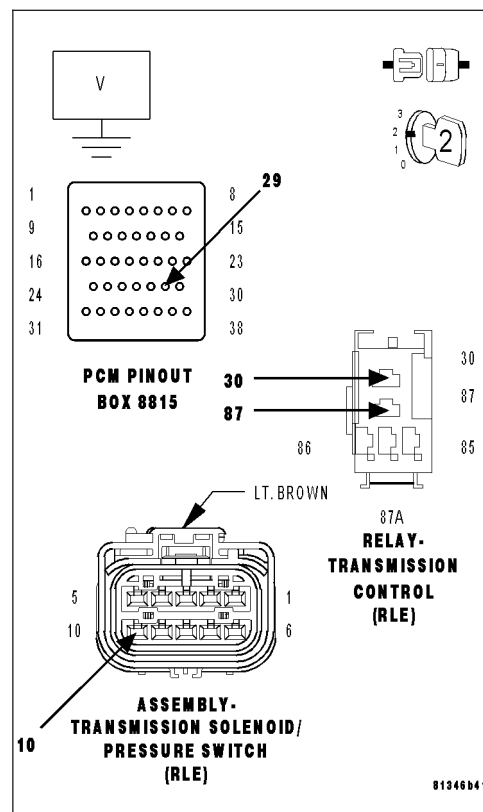 V
3
2
1
0
2
29
1 8
9 15
16 23
24 30
31 38
PCM PINOUT
BOX 8815
30
87
30
87
86 85
87A
RELAY-
TRANSMISSION
CONTROL
(RLE)
LT. BROWN
5 1
10 6
10
ASSEMBLY-
TRANSMISSION SOLENOID/
PRESSURE SWITCH
(RLE)
81346b41